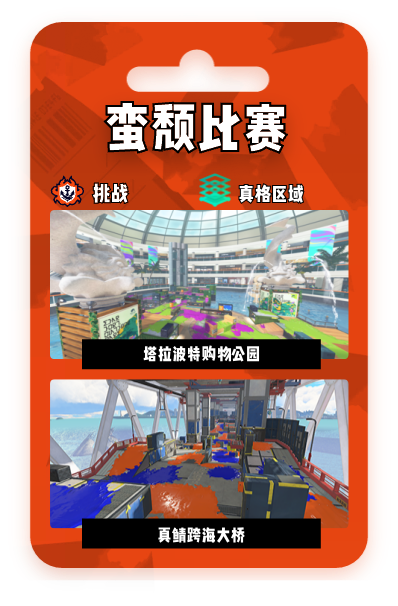 蛮颓比赛
挑战
真格区域
塔拉波特购物公园
真鲭跨海大桥